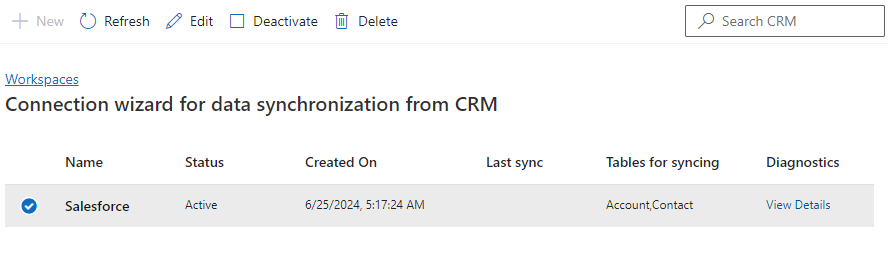 New Refresh Edit Deactivate Delete Search CRM
Workspaces
Connection wizard for data synchronization from CRM
Name Status Created On Last sync Tables for syncing Diagnostics
Salesforce Active 6/25/2024, 5:17:24 AM Account,Contact View Details